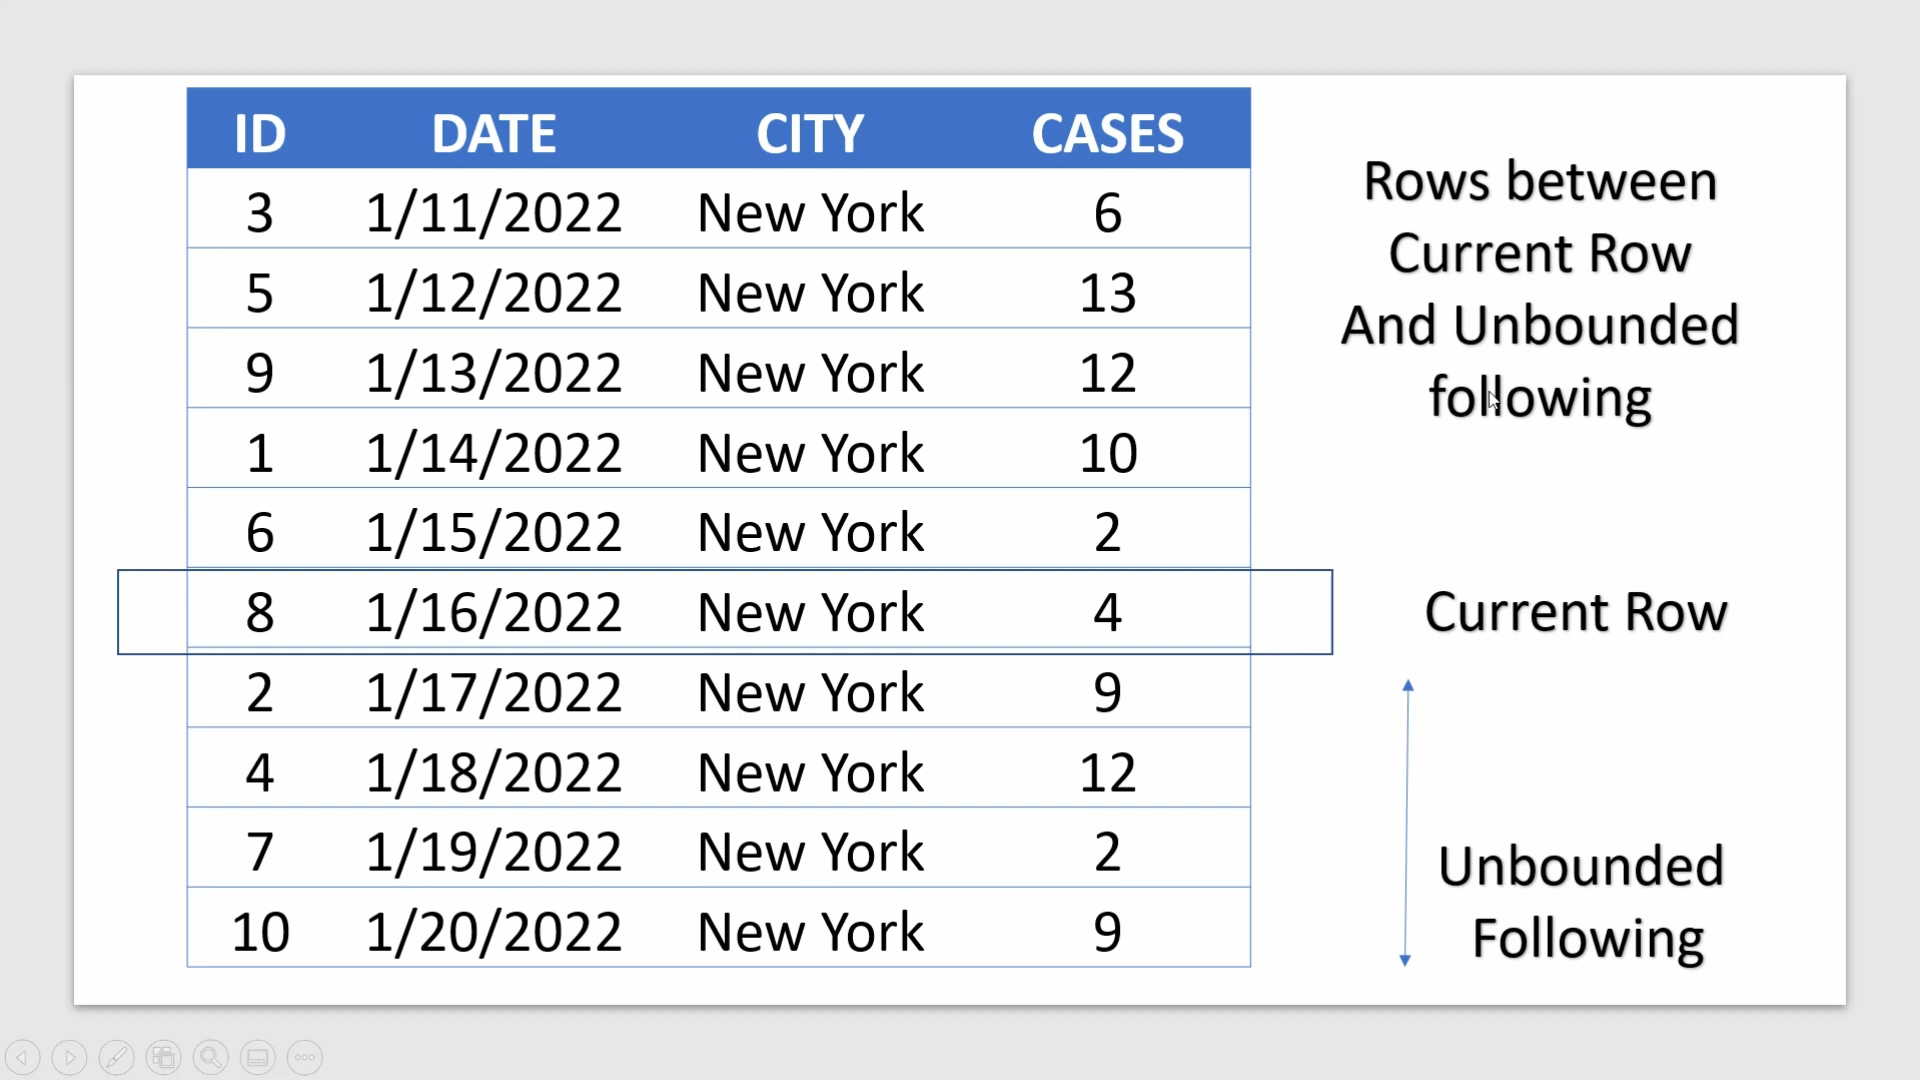 ID DATE CITY CASES
3 1/11/2022 New York 6
5 1/12/2022 New York 13
9 1/13/2022 New York 12
1 1/14/2022 New York 10
6 1/15/2022 New York 2
8 1/16/2022 New York 4
2 1/17/2022 New York 9
4 1/18/2022 New York 12
7 1/19/2022 New York 2
10 1/20/2022 New York 9
Rows between
Current Row
And Unbounded
following
Current Row
Unbounded
Following